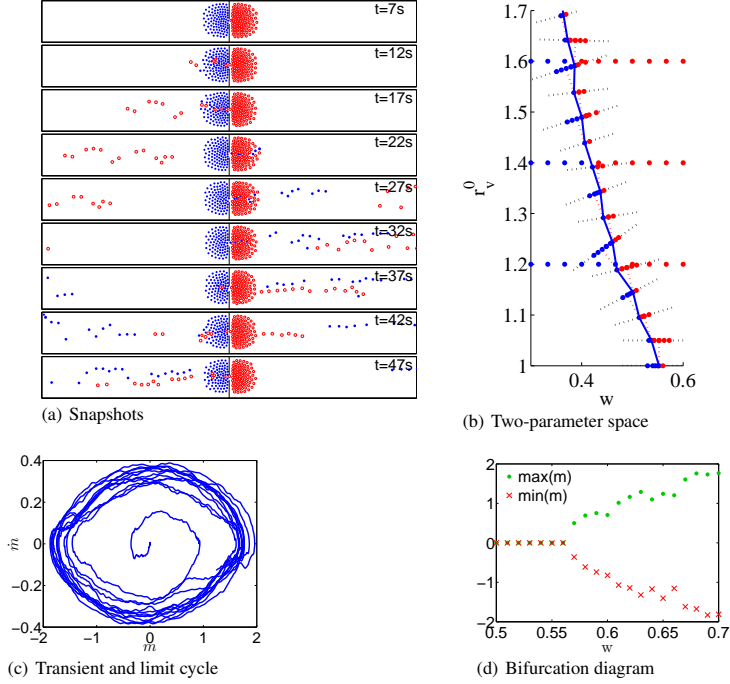 t=7s
t=12s
t=17s
t=22s
t=27s
t=32s
t=37s
t=42s
t=47s
(a) Snapshots
1.7
1.6
1.5
1.4
1.3
1.2
1.1
1
r_v^0
0.4
0.6
w
(b) Two-parameter space
0.4
0.2
0
−0.2
−0.4
ṁ
−2
−1
0
1
2
m
(c) Transient and limit cycle
2
1
0
−1
−2
max(m)
min(m)
0.5
0.55
0.6
0.65
0.7
w
(d) Bifurcation diagram